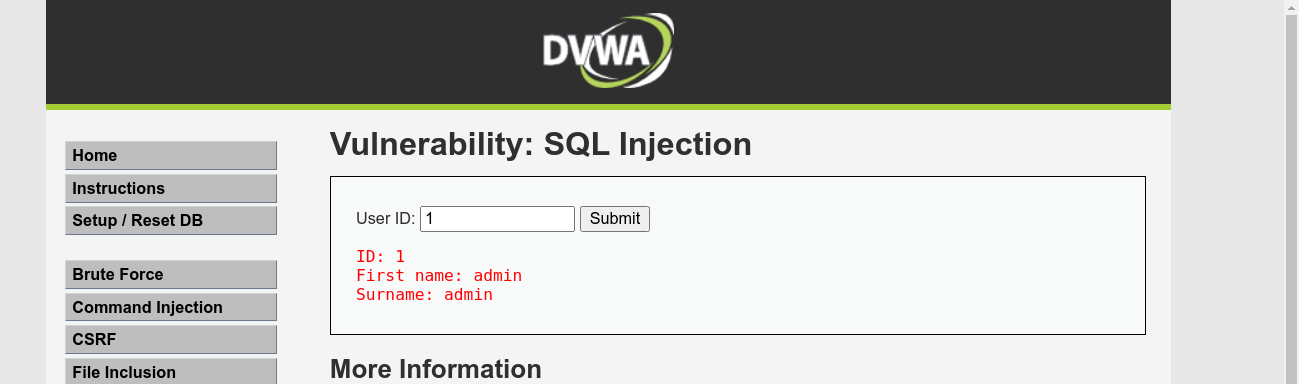 DVWA
Vulnerability: SQL Injection
Home
Instructions
Setup / Reset DB
Brute Force
Command Injection
CSRF
File Inclusion
User ID: 1 Submit
ID: 1
First name: admin
Surname: admin
More Information